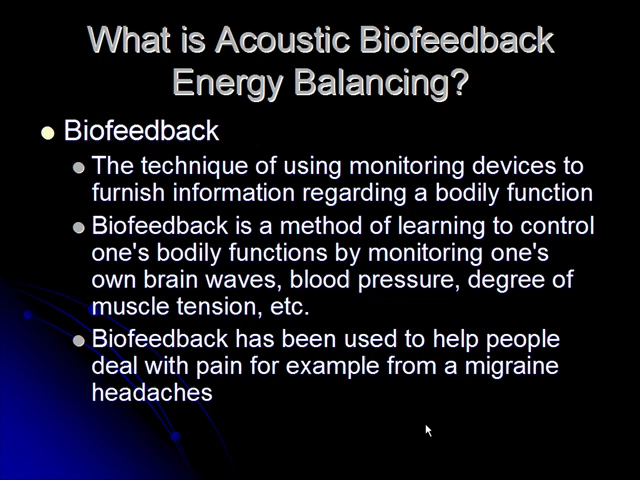 What is Acoustic Biofeedback
Energy Balancing?
Biofeedback
The technique of using monitoring devices to
furnish information regarding a bodily function
Biofeedback is a method of learning to control
one's bodily functions by monitoring one's
own brain waves, blood pressure, degree of
muscle tension, etc.
Biofeedback has been used to help people
deal with pain for example from a migraine
headaches